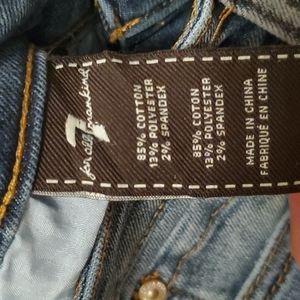 7
for all mankind
85% COTTON
13% POLYESTER
2% SPANDEX
85% COTON
13% POLYESTER
2% SPANDEX
MADE IN CHINA
FABRIQUÉ EN CHINE